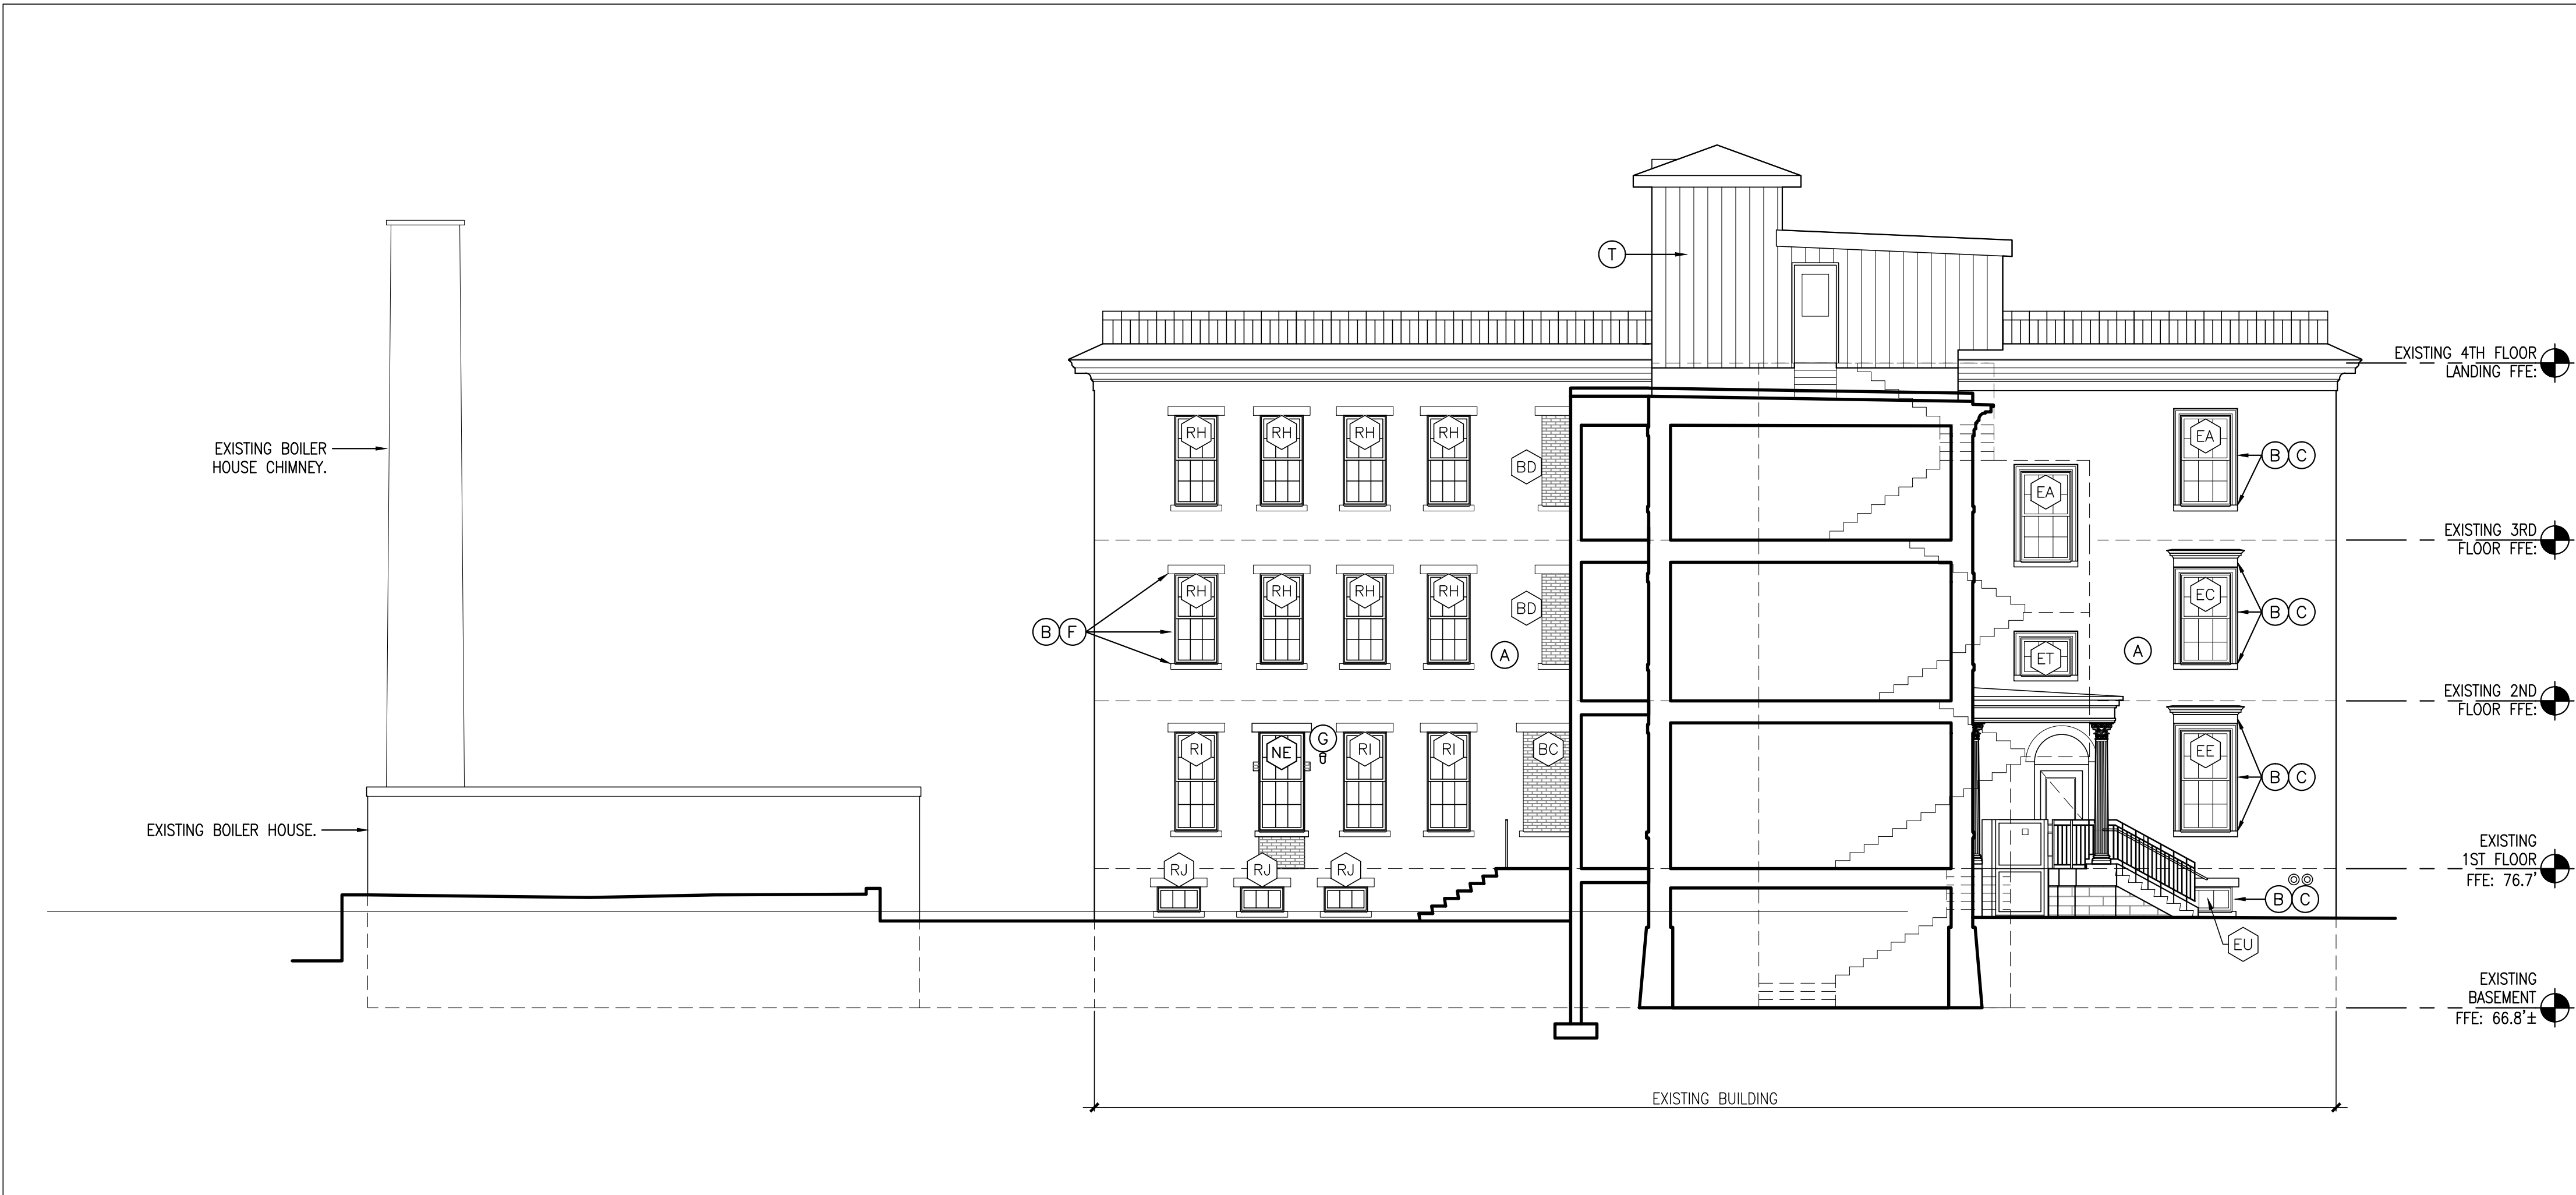 T
EXISTING 4TH FLOOR
LANDING FFE:
EXISTING BOILER
HOUSE CHIMNEY.
RH RH RH RH
BD
EA
B C
EA
EXISTING 3RD
FLOOR FFE:
RH RH RH RH
BD
EC
B C
B F
A
ET
A
EXISTING 2ND
FLOOR FFE:
RI NE G RI RI BC
EE
B C
EXISTING BOILER HOUSE.
EXISTING
1ST FLOOR
FFE: 76.7'
RJ RJ RJ
B C
EU
EXISTING
BASEMENT
FFE: 66.8'±
EXISTING BUILDING